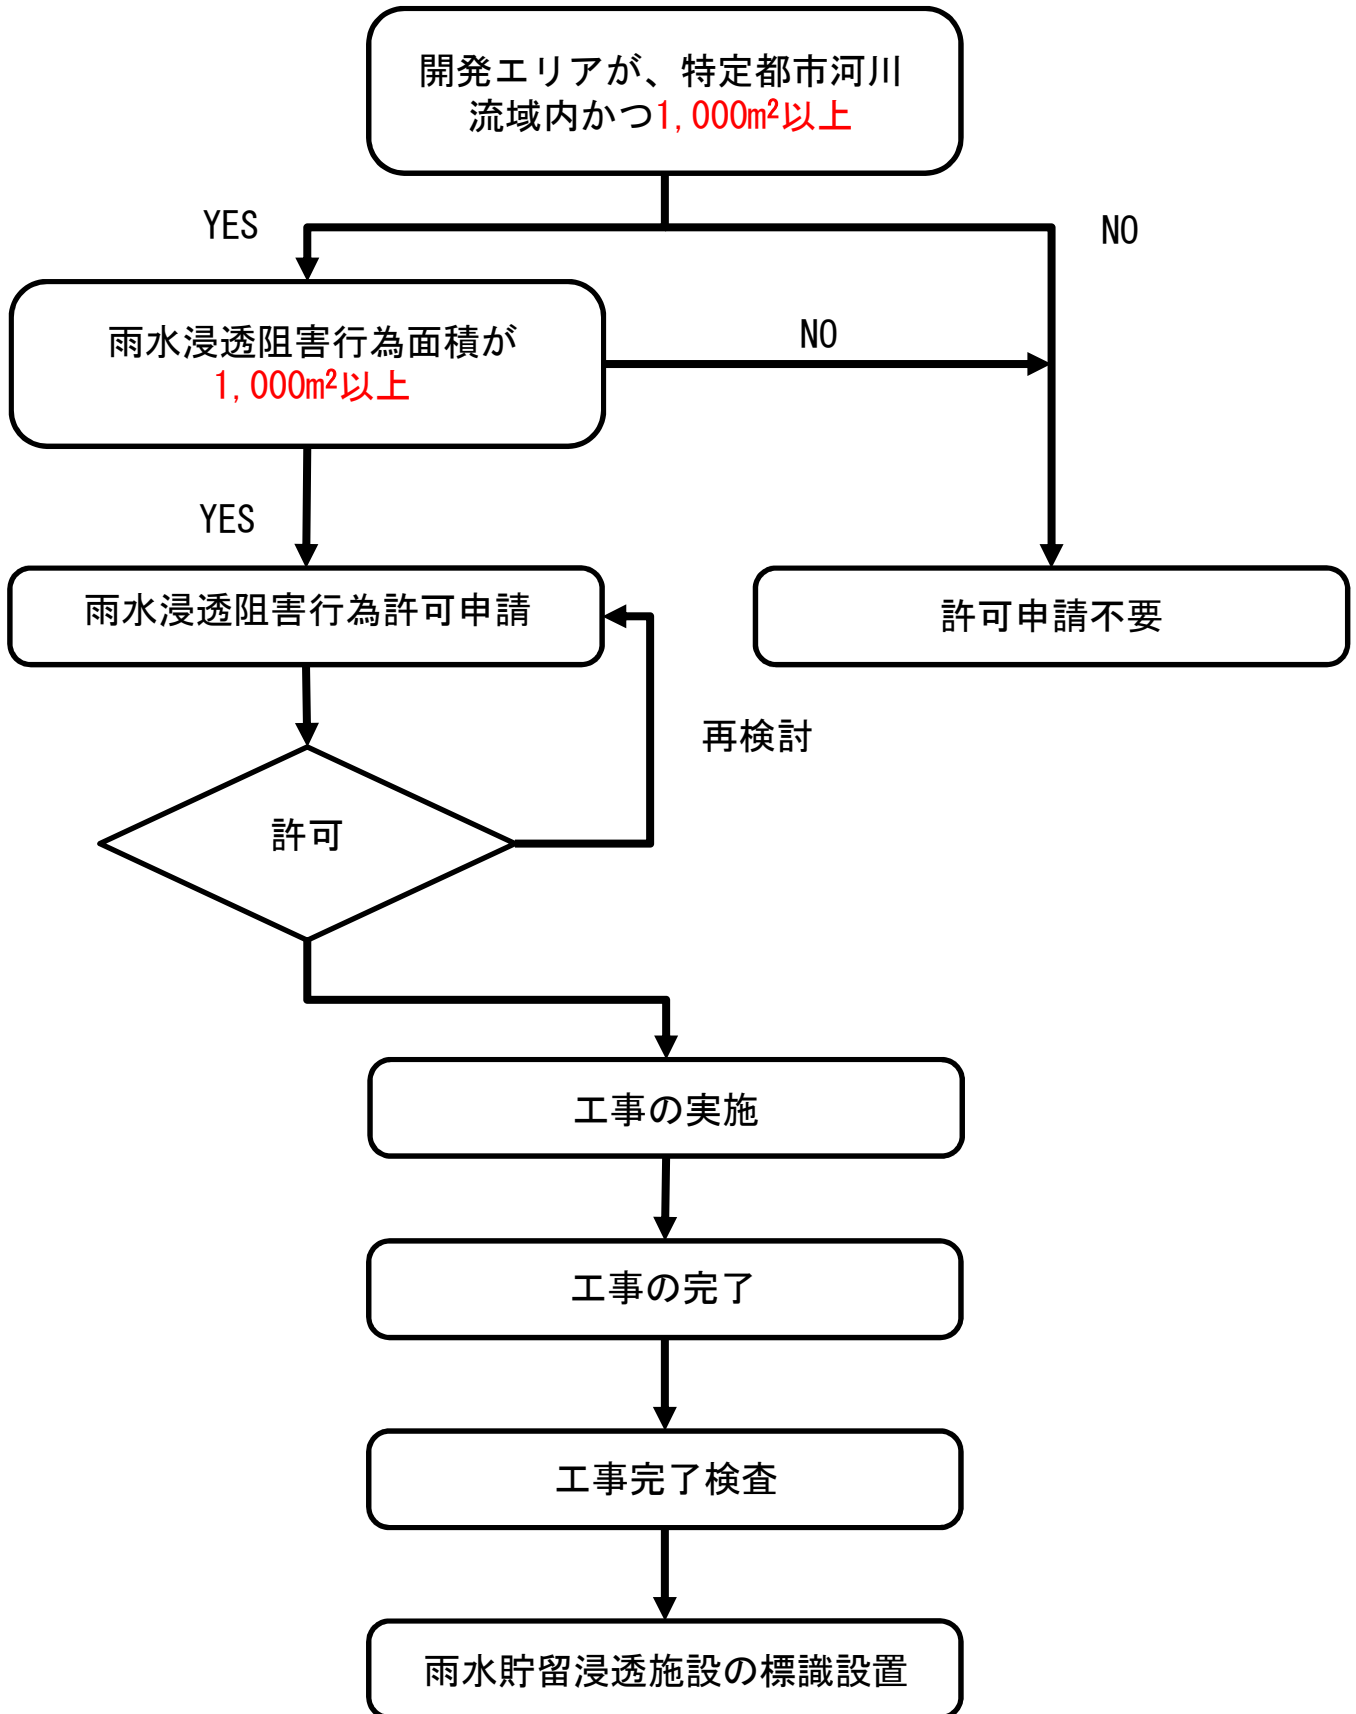 開発エリアが、特定都市河川
流域内かつ1,000m²以上
YES
NO
雨水浸透阻害行為面積が
1,000m²以上
NO
YES
雨水浸透阻害行為許可申請
許可申請不要
再検討
許可
工事の実施
工事の完了
工事完了検査
雨水貯留浸透施設の標識設置